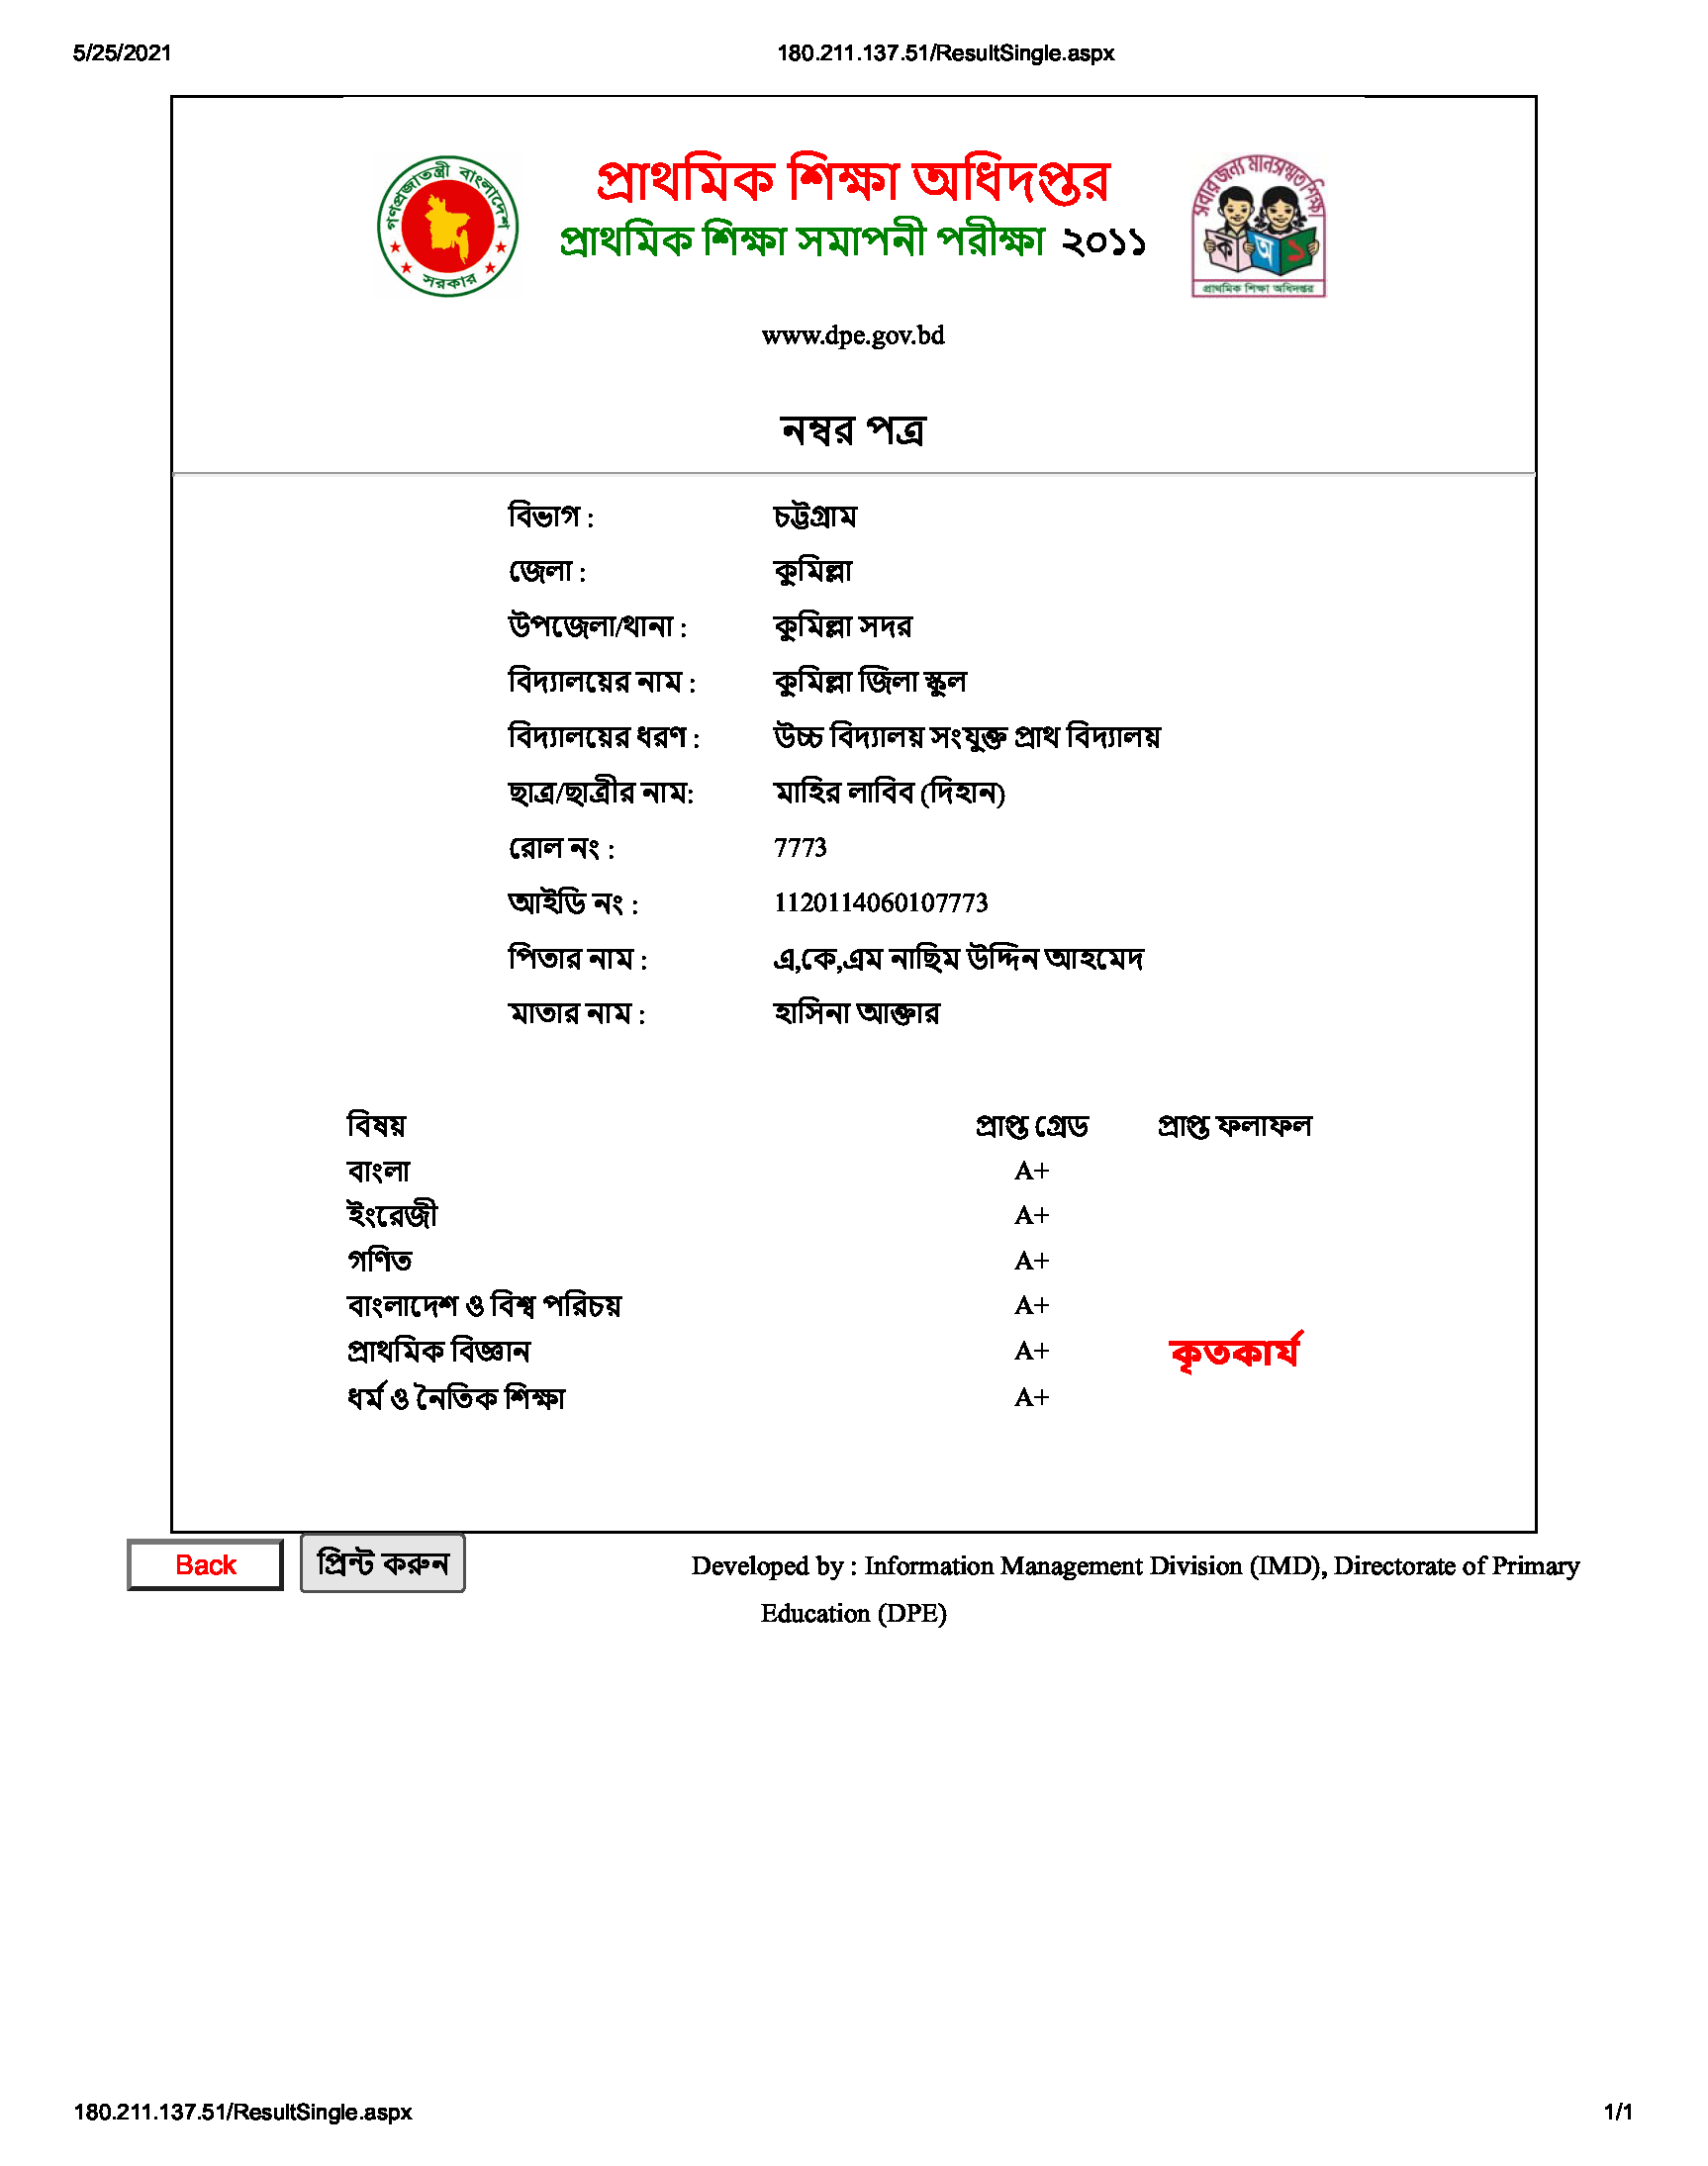 5/25/2021 180.211.137.51/ResultSingle.aspx
গণপ্রজাতন্ত্রী বাংলাদেশ
সরকার
প্রাথমিক শিক্ষা অধিদপ্তর
প্রাথমিক শিক্ষা সমাপনী পরীক্ষা ২০১১
সবার জন্য মানসম্মত শিক্ষা
ক অ ১
প্রাথমিক শিক্ষা অধিদপ্তর
www.dpe.gov.bd
নম্বর পত্র
বিভাগ : চট্টগ্রাম
জেলা : কুমিল্লা
উপজেলা/থানা : কুমিল্লা সদর
বিদ্যালয়ের নাম : কুমিল্লা জিলা স্কুল
বিদ্যালয়ের ধরণ : উচ্চ বিদ্যালয় সংযুক্ত প্রাথ বিদ্যালয়
ছাত্র/ছাত্রীর নাম: মাহির লাবিব (দিহান)
রোল নং : 7773
আইডি নং : 1120114060107773
পিতার নাম : এ,কে,এম নাছিম উদ্দিন আহমেদ
মাতার নাম : হাসিনা আক্তার
বিষয় প্রাপ্ত গ্রেড প্রাপ্ত ফলাফল
বাংলা A+
ইংরেজী A+
গণিত A+
বাংলাদেশ ও বিশ্ব পরিচয় A+
প্রাথমিক বিজ্ঞান A+ কৃতকার্য
ধর্ম ও নৈতিক শিক্ষা A+
Back প্রিন্ট করুন Developed by : Information Management Division (IMD), Directorate of Primary
Education (DPE)
180.211.137.51/ResultSingle.aspx 1/1